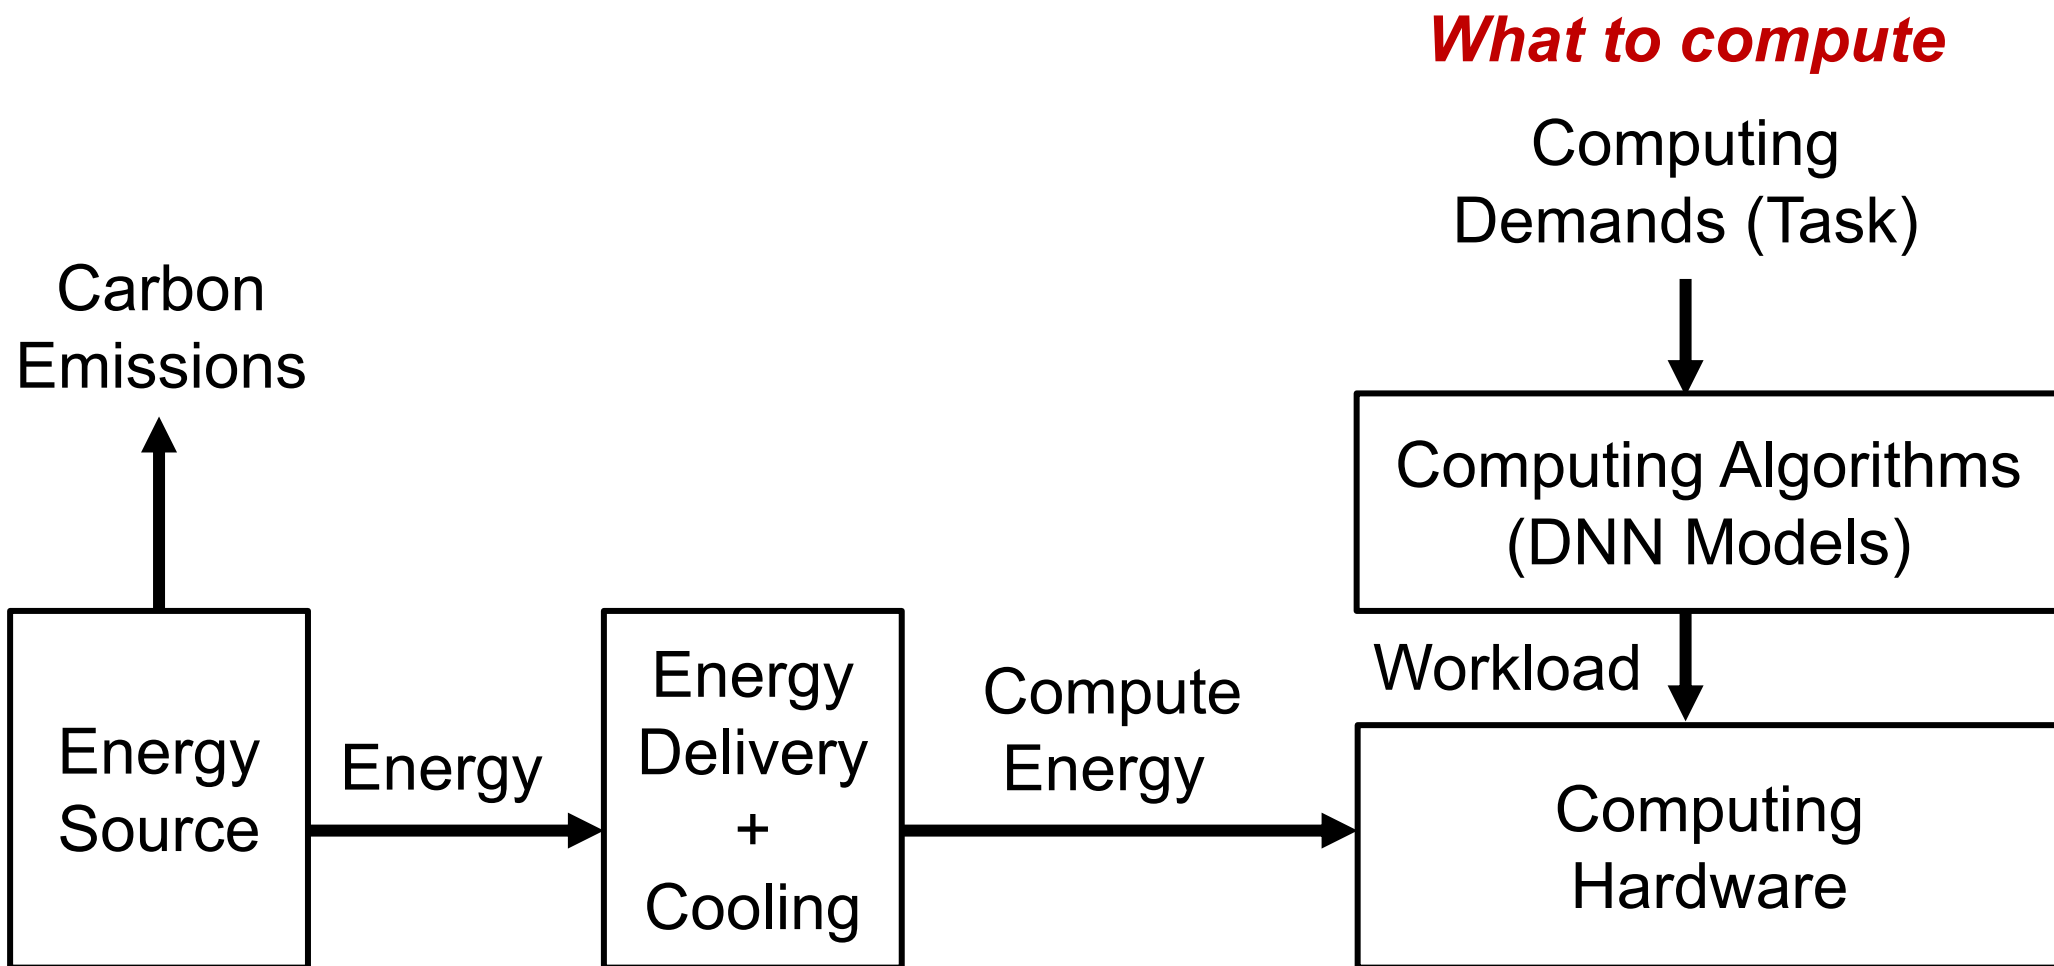 What to compute
Computing
Demands (Task)
Carbon
Emissions
Computing Algorithms
(DNN Models)
Workload
Energy
Source
Energy
Energy
Delivery
+
Cooling
Compute
Energy
Computing
Hardware